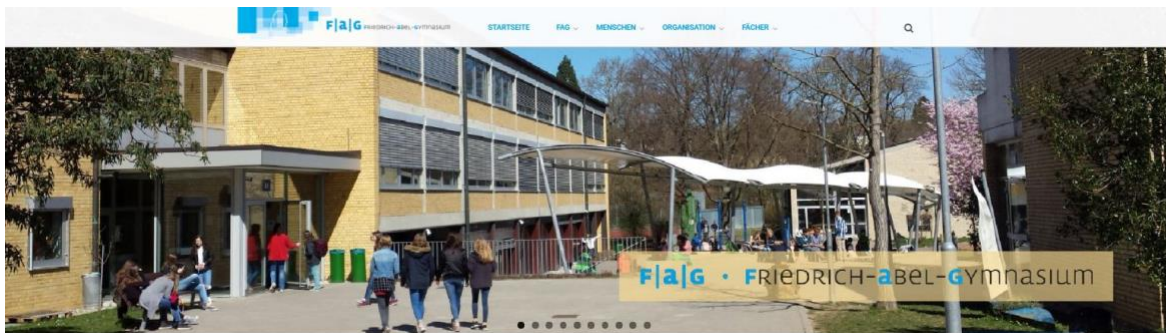 F|a|G FRIEDRICH-aBEL-GYmnasium STARTSEITE FAG MENSCHEN ORGANISATION FÄCHER
F|a|G · FRIEDRICH-aBEL-GYmnasium